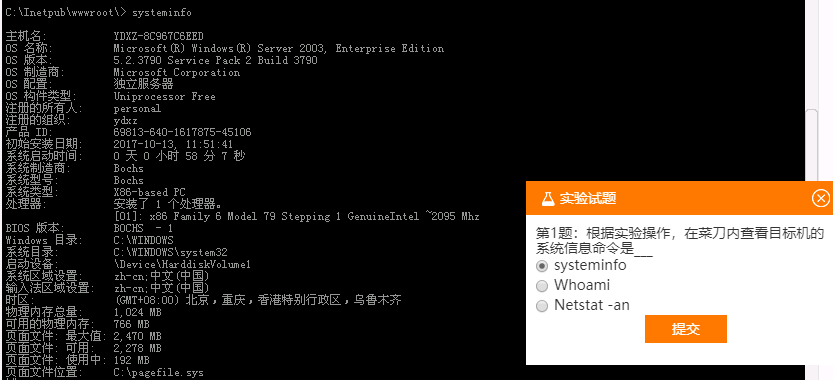 C:\Inetpub\wwwroot\> systeminfo
主机名: YDXZ-8C967C6EED
OS 名称: Microsoft(R) Windows(R) Server 2003, Enterprise Edition
OS 版本: 5.2.3790 Service Pack 2 Build 3790
OS 制造商: Microsoft Corporation
OS 配置: 独立服务器
OS 构件类型: Uniprocessor Free
注册的所有人: personal
注册的组织: ydxz
产品 ID: 69813-640-1617875-45106
初始安装日期: 2017-10-13, 11:51:41
系统启动时间: 0 天 0 小时 58 分 7 秒
系统制造商: Bochs
系统型号: Bochs
系统类型: X86-based PC
处理器: 安装了 1 个处理器。
[01]: x86 Family 6 Model 79 Stepping 1 GenuineIntel ~2095 Mhz
BIOS 版本: BOCHS - 1
Windows 目录: C:\WINDOWS
系统目录: C:\WINDOWS\system32
启动设备: \Device\HarddiskVolume1
系统区域设置: zh-cn;中文(中国)
输入法区域设置: zh-cn;中文(中国)
时区: (GMT+08:00) 北京，重庆，香港特别行政区，乌鲁木齐
物理内存总量: 1,024 MB
可用的物理内存: 766 MB
页面文件: 最大值: 2,470 MB
页面文件: 可用: 2,278 MB
页面文件: 使用中: 192 MB
页面文件位置: C:\pagefile.sys
实验试题
第1题：根据实验操作，在菜刀内查看目标机的
系统信息命令是___
systeminfo
Whoami
Netstat -an
提交